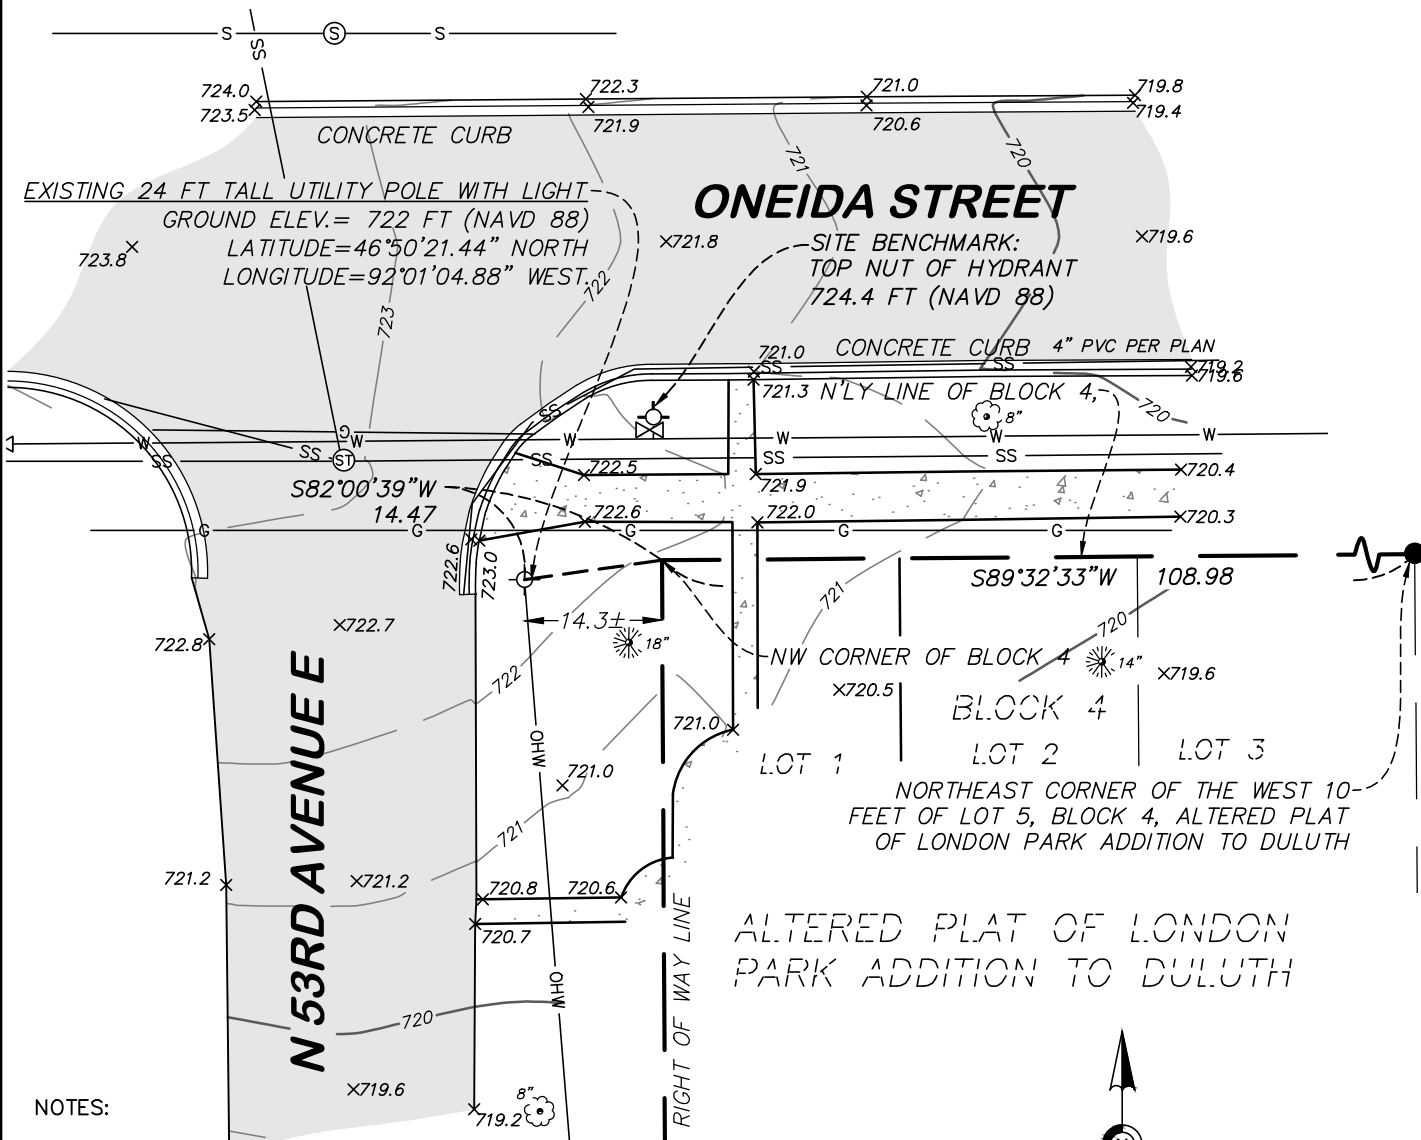 S S S
SS
724.0 722.3 721.0 719.8
723.5 721.9 720.6 719.4
CONCRETE CURB
721 720
EXISTING 24 FT TALL UTILITY POLE WITH LIGHT
GROUND ELEV.= 722 FT (NAVD 88)
LATITUDE=46°50'21.44" NORTH
LONGITUDE=92°01'04.88" WEST.
ONEIDA STREET
723.8 721.8 719.6
SITE BENCHMARK:
TOP NUT OF HYDRANT
724.4 FT (NAVD 88)
722
723
721.0 CONCRETE CURB 4" PVC PER PLAN
SS SS 719.2
721.3 N'LY LINE OF BLOCK 4, 719.6
8" 720
SS
G
W W W W W W
SS SS ST SS SS SS
722.5 721.9 720.4
S82°00'39"W
14.47
722.6 722.0 720.3
G G G G G
722.6
723.0
S89°32'33"W 108.98
721
720
14.3±
722.8 722.7 18"
NW CORNER OF BLOCK 4 14"
722
720.5 719.6
BLOCK 4
721.0
LOT 1 LOT 2 LOT 3
OHW
721.0
NORTHEAST CORNER OF THE WEST 10
FEET OF LOT 5, BLOCK 4, ALTERED PLAT
OF LONDON PARK ADDITION TO DULUTH
721
N 53RD AVENUE E
721.2 721.2 720.8 720.6
720.7
RIGHT OF WAY LINE
ALTERED PLAT OF LONDON
PARK ADDITION TO DULUTH
OHW
720
719.6
8"
719.2
NOTES: